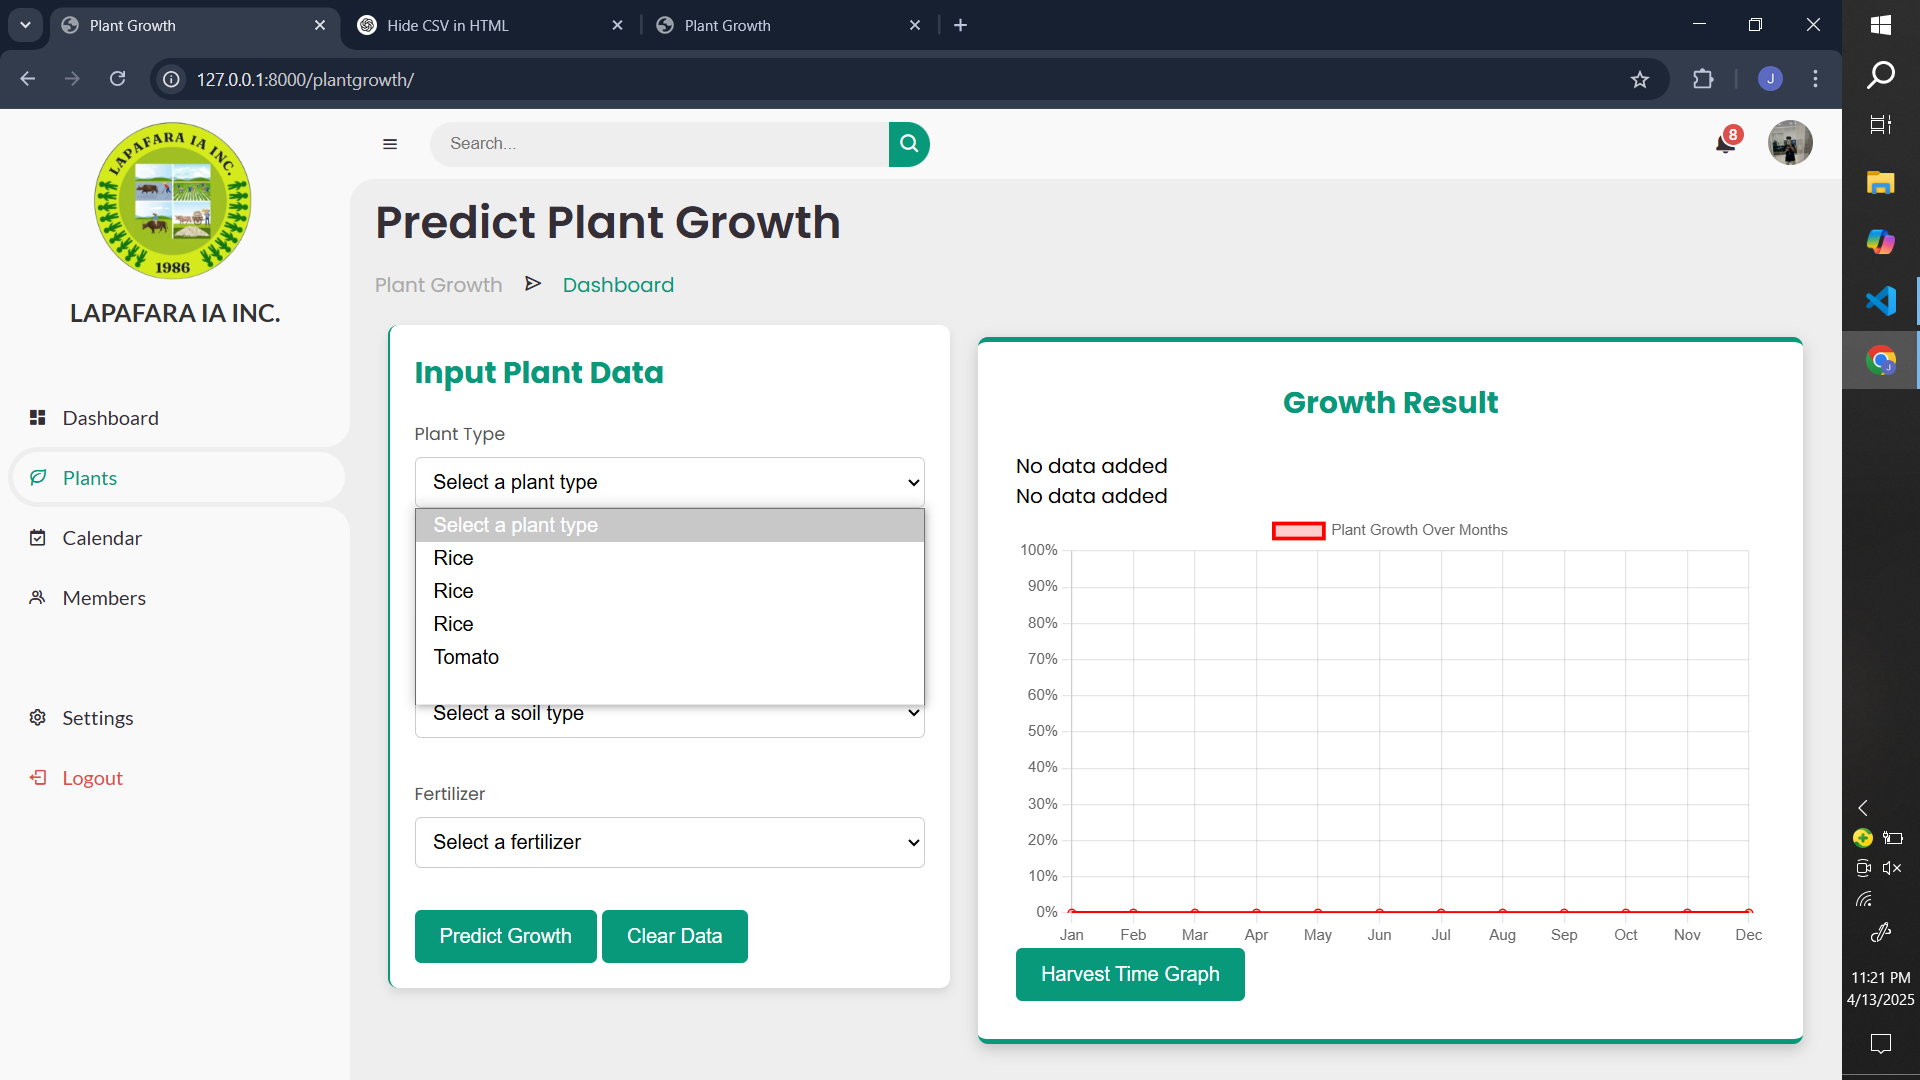 Plant Growth
Hide CSV in HTML
Plant Growth
127.0.0.1:8000/plantgrowth/
J
LAPAFARA IA INC.
1986
LAPAFARA IA INC.
Dashboard
Plants
Calendar
Members
Settings
Logout
Search...
8
Predict Plant Growth
Plant Growth
Dashboard
Input Plant Data
Plant Type
Select a plant type
Select a plant type
Rice
Rice
Rice
Tomato
Select a soil type
Fertilizer
Select a fertilizer
Predict Growth
Clear Data
Growth Result
No data added
No data added
Plant Growth Over Months
100%
90%
80%
70%
60%
50%
40%
30%
20%
10%
0%
Jan Feb Mar Apr May Jun Jul Aug Sep Oct Nov Dec
Harvest Time Graph
J
11:21 PM
4/13/2025